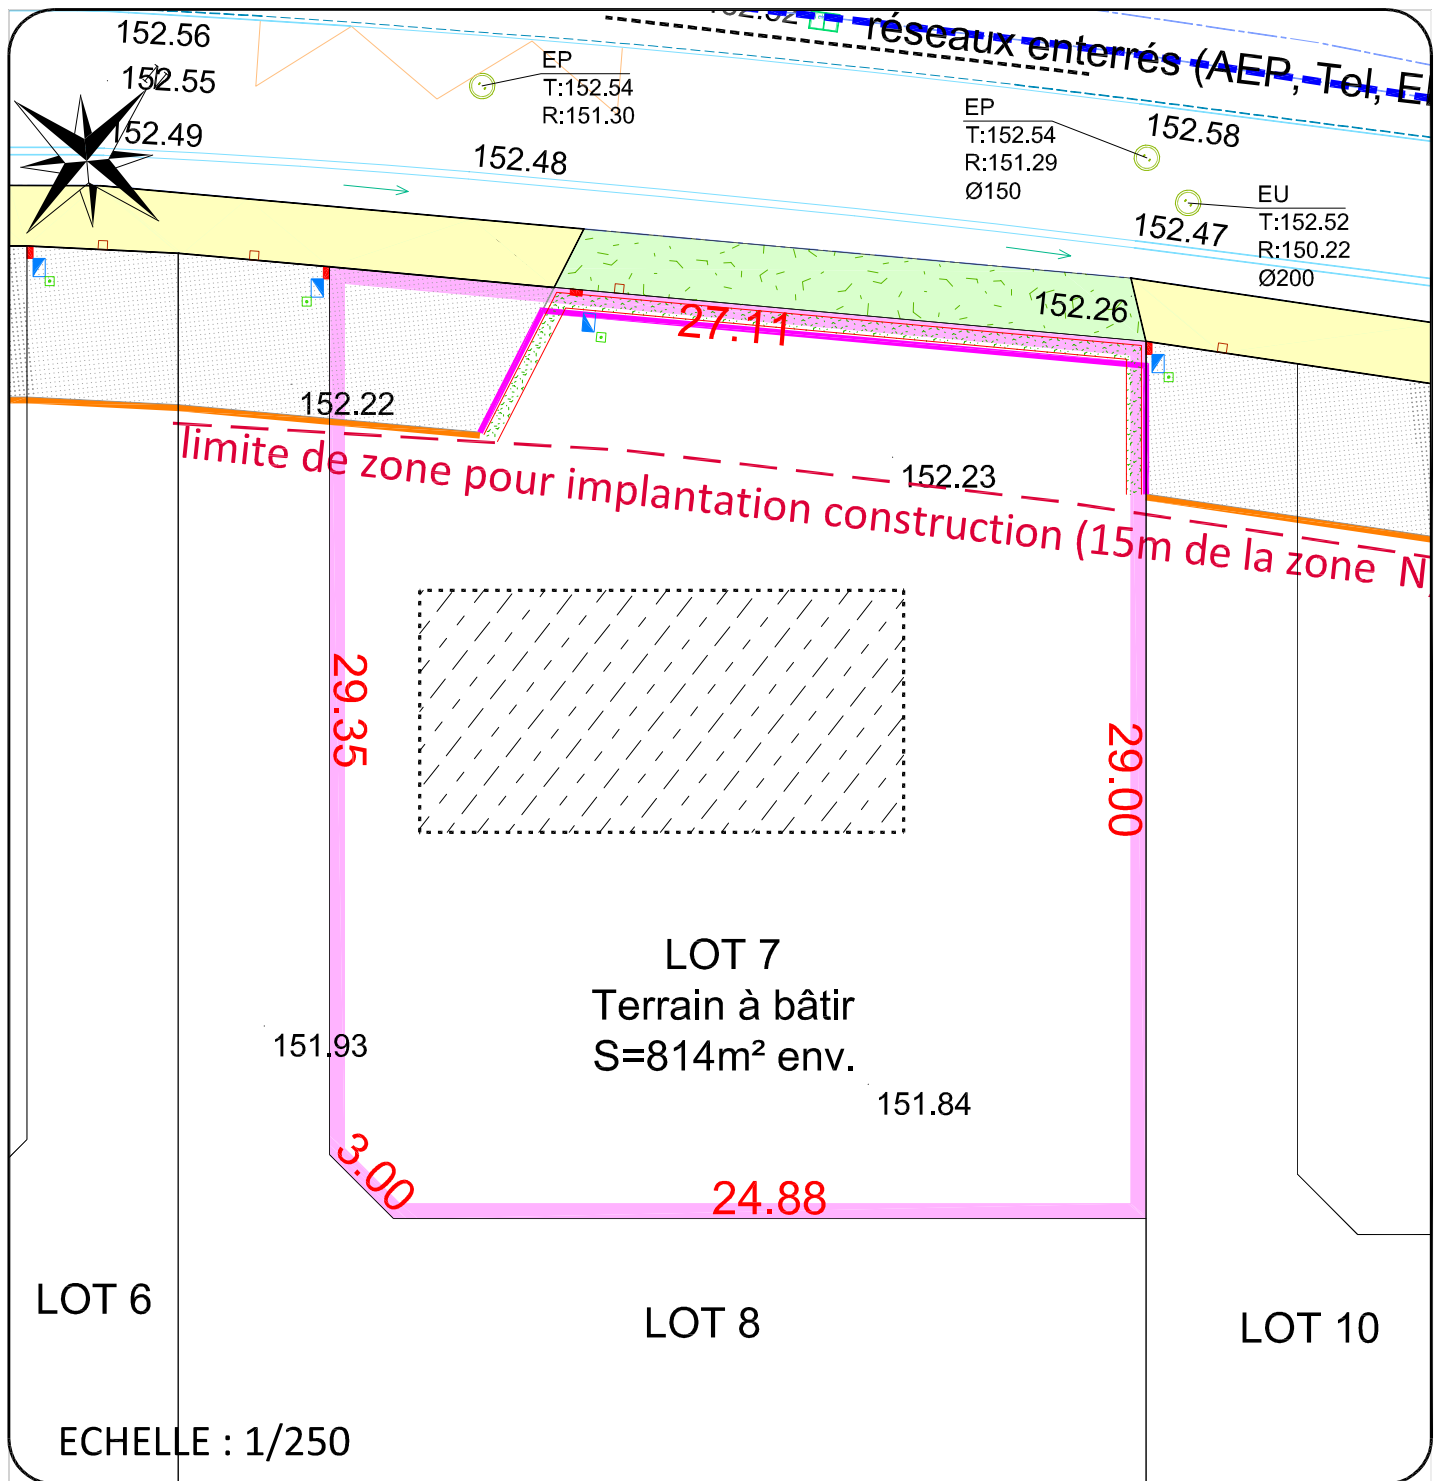 152.56
152.55
152.49
EP
T:152.54
R:151.30
152.48
réseaux enterrés (AEP, Tel,
EP
T:152.54
R:151.29
Ø150
152.58
152.47
EU
T:152.52
R:150.22
Ø200
152.26
27.11
152.22
152.23
limite de zone pour implantation construction (15m de la zone N
29.35
29.00
LOT 7
Terrain à bâtir
S=814m² env.
151.93
151.84
3.00
24.88
LOT 6
LOT 8
LOT 10
ECHELLE : 1/250